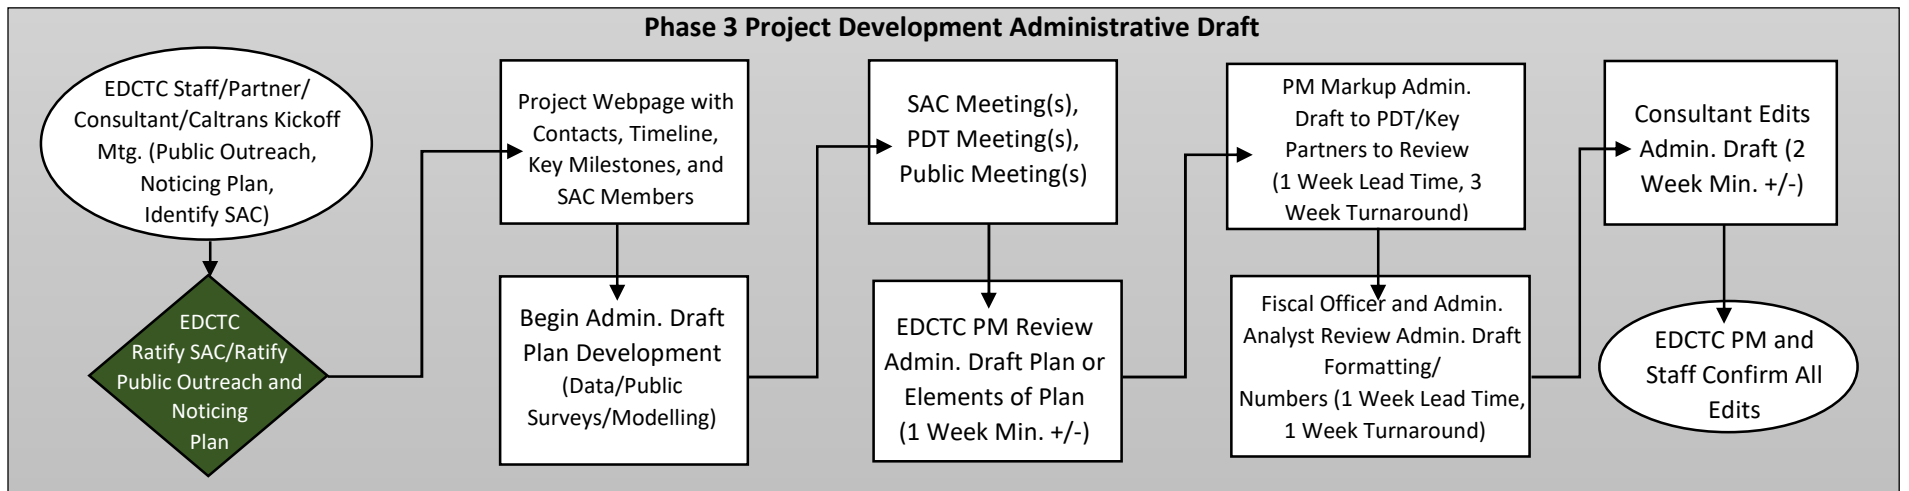 Phase 3 Project Development Administrative Draft
EDCTC Staff/Partner/
Consultant/Caltrans Kickoff
Mtg. (Public Outreach,
Noticing Plan,
Identify SAC)
EDCTC
Ratify SAC/Ratify
Public Outreach and
Noticing
Plan
Project Webpage with
Contacts, Timeline,
Key Milestones, and
SAC Members
Begin Admin. Draft
Plan Development
(Data/Public
Surveys/Modelling)
SAC Meeting(s),
PDT Meeting(s),
Public Meeting(s)
EDCTC PM Review
Admin. Draft Plan or
Elements of Plan
(1 Week Min. +/-)
PM Markup Admin.
Draft to PDT/Key
Partners to Review
(1 Week Lead Time, 3
Week Turnaround)
Fiscal Officer and Admin.
Analyst Review Admin. Draft
Formatting/
Numbers (1 Week Lead Time,
1 Week Turnaround)
Consultant Edits
Admin. Draft (2
Week Min. +/-)
EDCTC PM and
Staff Confirm All
Edits